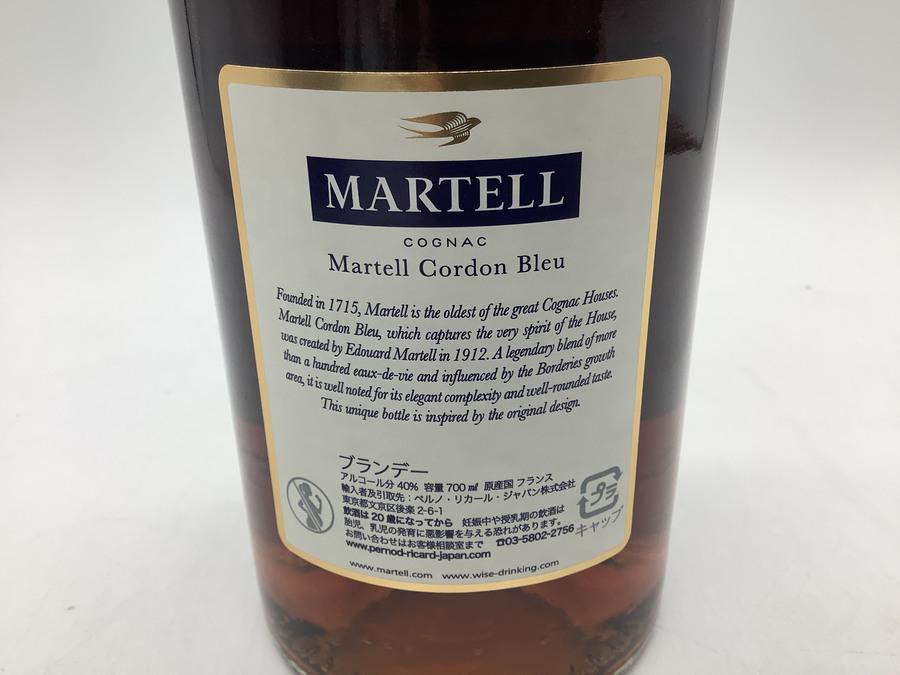 MARTELL
COGNAC
Martell Cordon Bleu
Founded in 1715, Martell is the oldest of the great Cognac Houses.
Martell Cordon Bleu, which captures the very spirit of the House,
was created by Edouard Martell in 1912. A legendary blend of more
than a hundred eaux-de-vie and influenced by the Borderies growth
area, it is well noted for its elegant complexity and well-rounded taste.
This unique bottle is inspired by the original design.
ブランデー
アルコール分 40% 容量 700㎖ 原産国 フランス
輸入者及引取先：ペルノ・リカール・ジャパン株式会社
東京都文京区後楽 2-6-1
飲酒は 20 歳になってから 妊娠中や授乳期の飲酒は
胎児、乳児の発育に悪影響を与える恐れがあります。
お問い合わせはお客様相談室まで ☎03-5802-2756
www.pernod-ricard-japan.com
プラ
キャップ
www.martell.com www.wise-drinking.com